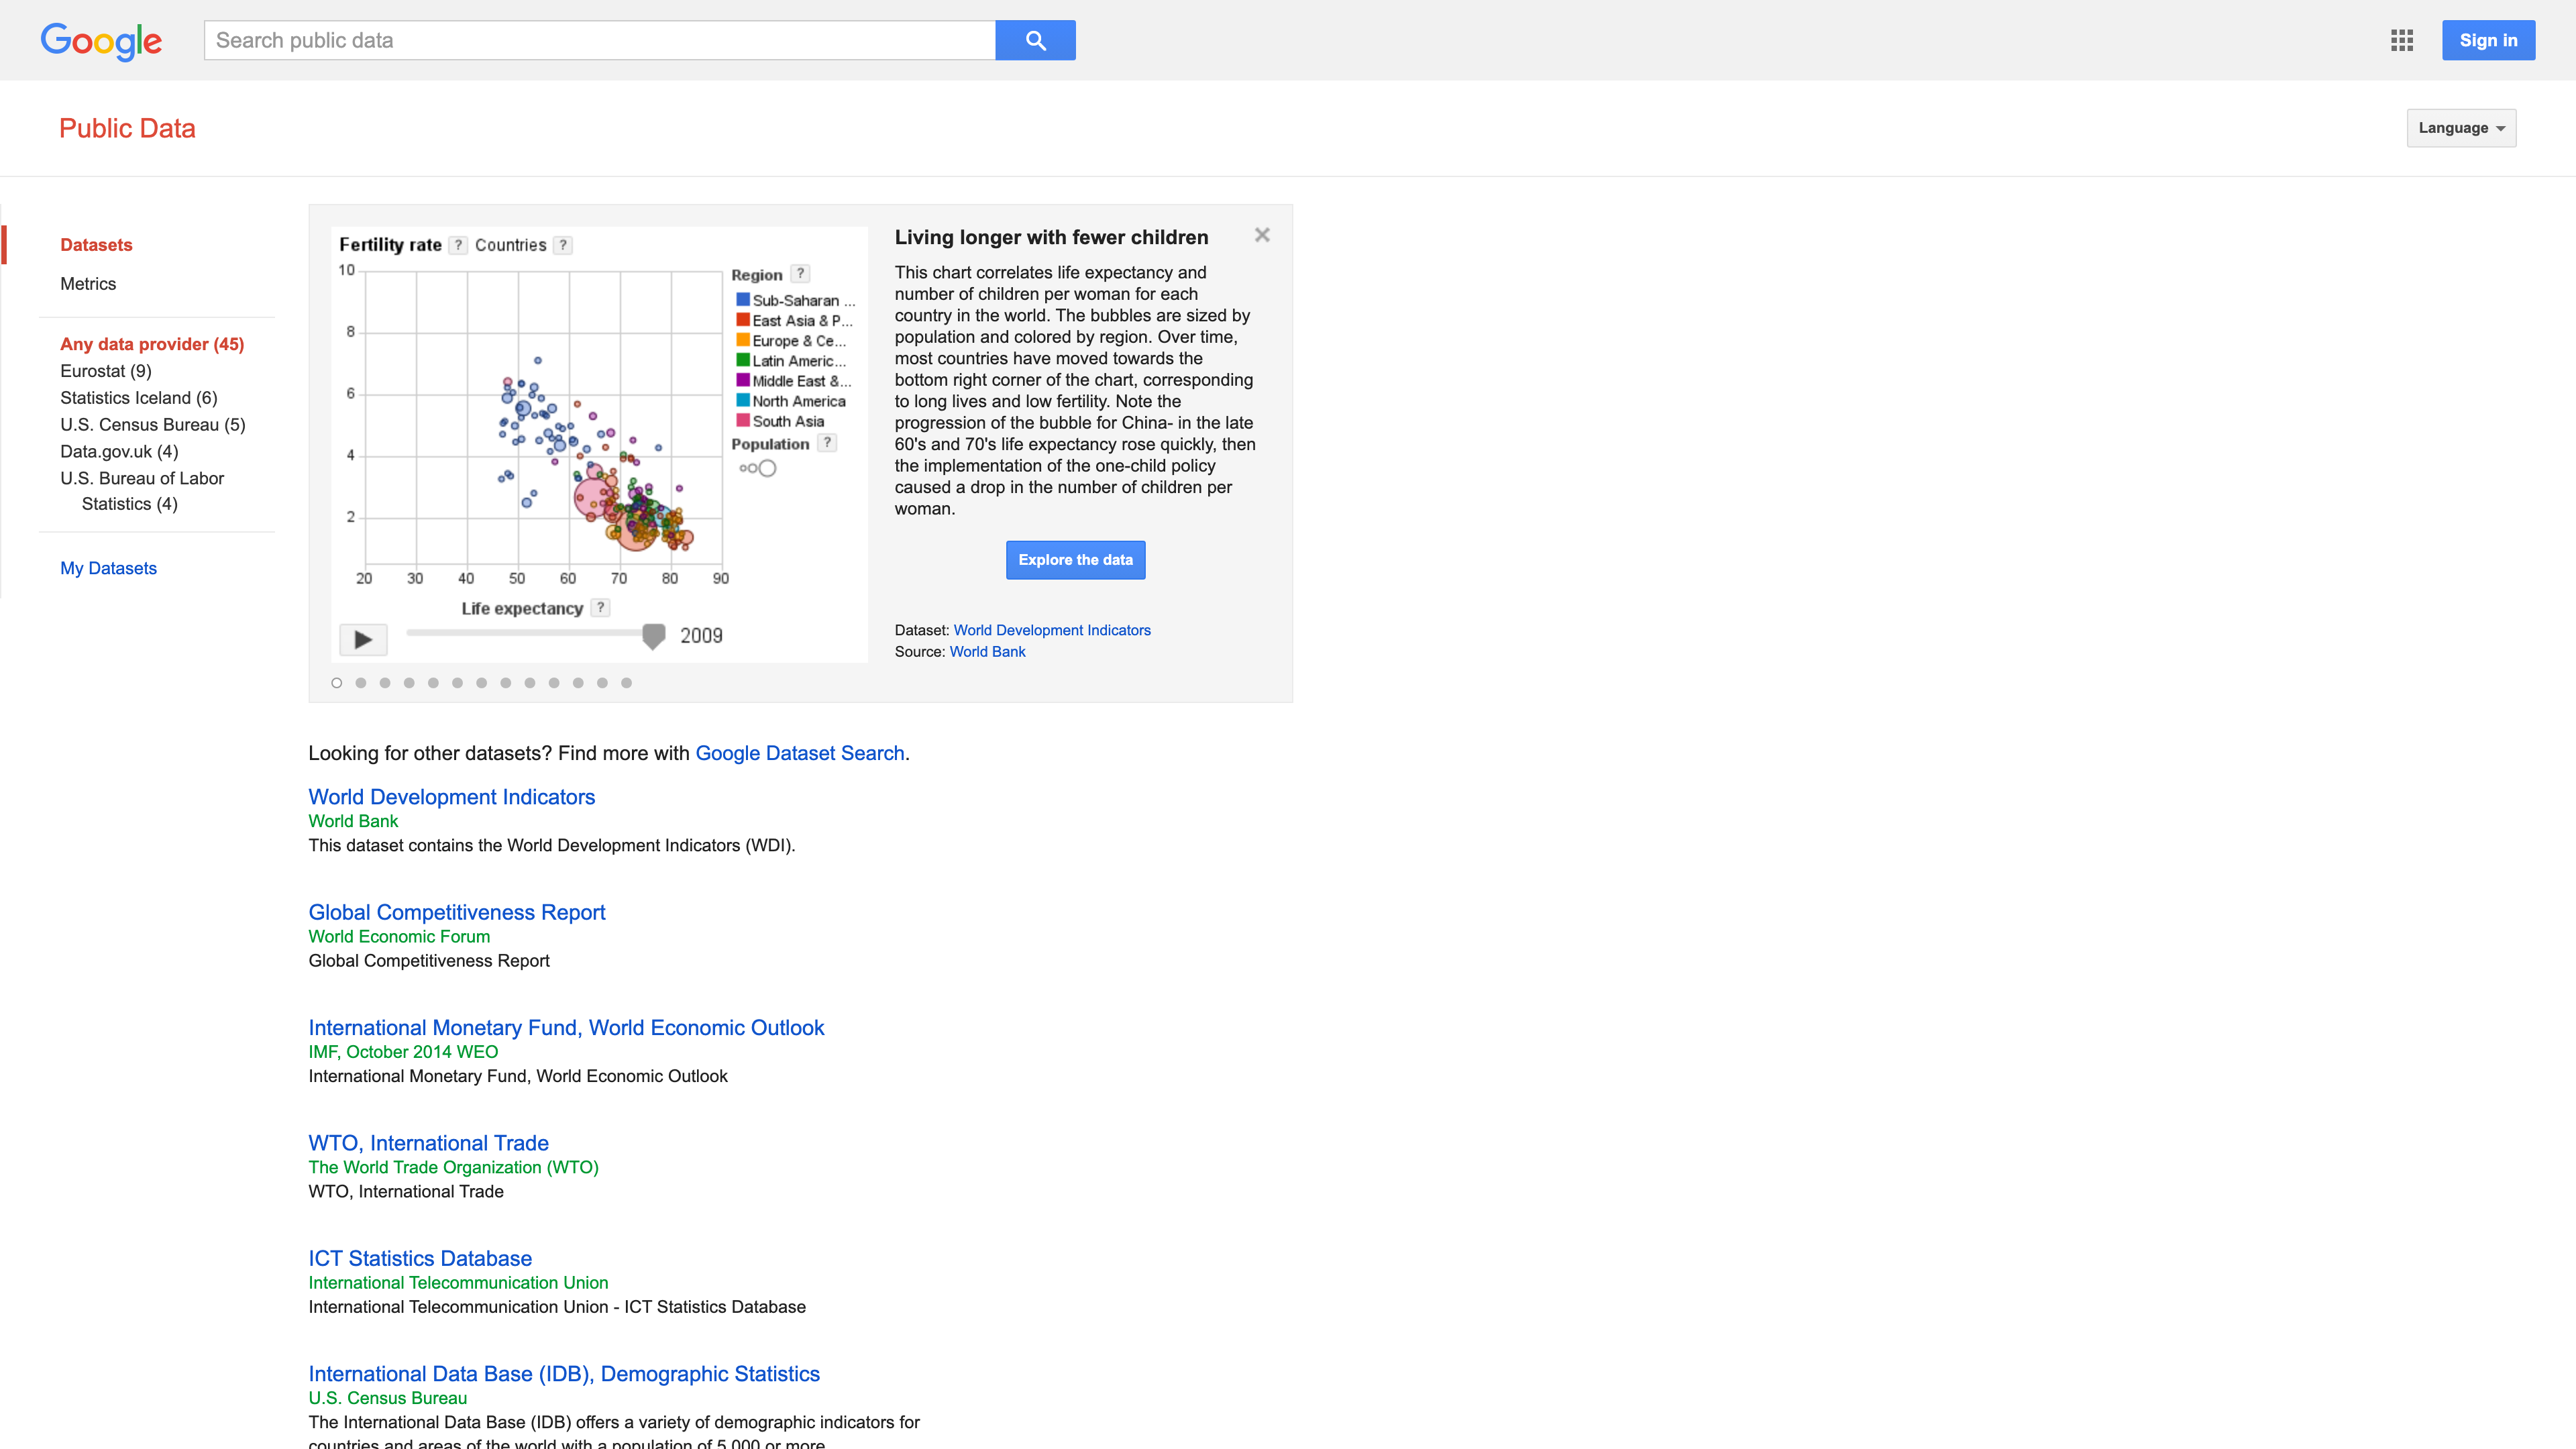 Google
Search public data
Sign in
Public Data
Language
Datasets
Metrics
Any data provider (45)
Eurostat (9)
Statistics Iceland (6)
U.S. Census Bureau (5)
Data.gov.uk (4)
U.S. Bureau of Labor
Statistics (4)
My Datasets
Fertility rate ? Countries ?
10
8
6
4
2
20 30 40 50 60 70 80 90
Life expectancy ?
2009
Region ?
Sub-Saharan ...
East Asia & P...
Europe & Ce...
Latin Americ...
Middle East &...
North America
South Asia
Population ?
Living longer with fewer children
This chart correlates life expectancy and
number of children per woman for each
country in the world. The bubbles are sized by
population and colored by region. Over time,
most countries have moved towards the
bottom right corner of the chart, corresponding
to long lives and low fertility. Note the
progression of the bubble for China- in the late
60's and 70's life expectancy rose quickly, then
the implementation of the one-child policy
caused a drop in the number of children per
woman.
Explore the data
Dataset: World Development Indicators
Source: World Bank
Looking for other datasets? Find more with Google Dataset Search.
World Development Indicators
World Bank
This dataset contains the World Development Indicators (WDI).
Global Competitiveness Report
World Economic Forum
Global Competitiveness Report
International Monetary Fund, World Economic Outlook
IMF, October 2014 WEO
International Monetary Fund, World Economic Outlook
WTO, International Trade
The World Trade Organization (WTO)
WTO, International Trade
ICT Statistics Database
International Telecommunication Union
International Telecommunication Union - ICT Statistics Database
International Data Base (IDB), Demographic Statistics
U.S. Census Bureau
The International Data Base (IDB) offers a variety of demographic indicators for
countries and areas of the world with a population of 5,000 or more.